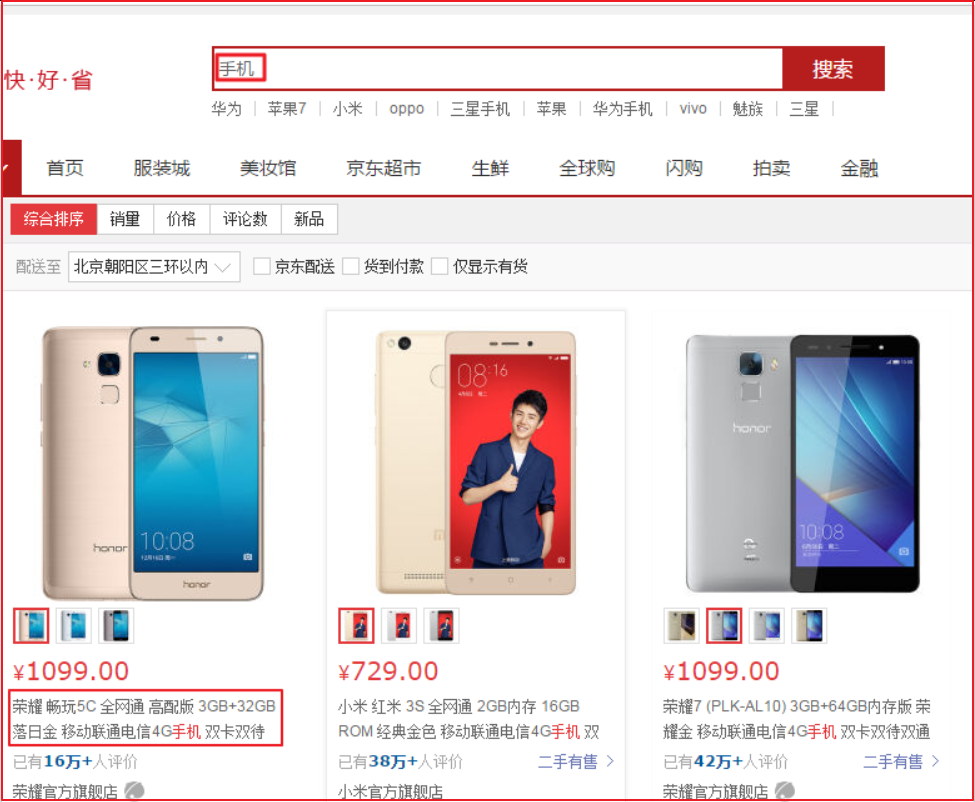 手机
搜索
快·好·省
华为 苹果7 小米 oppo 三星手机 苹果 华为手机 vivo 魅族 三星
首页 服装城 美妆馆 京东超市 生鲜 全球购 闪购 拍卖 金融
综合排序 销量 价格 评论数 新品
配送至 北京朝阳区三环以内 京东配送 货到付款 仅显示有货
honor
10:08
12月16日 周一
honor
08:16
honor
10:08
¥1099.00
荣耀 畅玩5C 全网通 高配版 3GB+32GB
落日金 移动联通电信4G手机 双卡双待
已有16万+人评价
荣耀官方旗舰店
¥729.00
小米 红米 3S 全网通 2GB内存 16GB
ROM 经典金色 移动联通电信4G手机 双
已有38万+人评价 二手有售
小米官方旗舰店
¥1099.00
荣耀7 (PLK-AL10) 3GB+64GB内存版 荣
耀金 移动联通电信4G手机 双卡双待双通
已有42万+人评价 二手有售
荣耀官方旗舰店